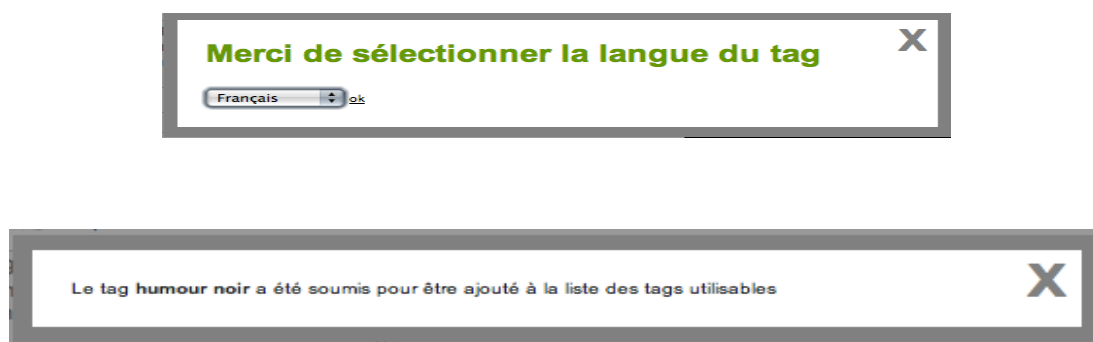 Merci de sélectionner la langue du tag
X
Français ok
Le tag humour noir a été soumis pour être ajouté à la liste des tags utilisables
X